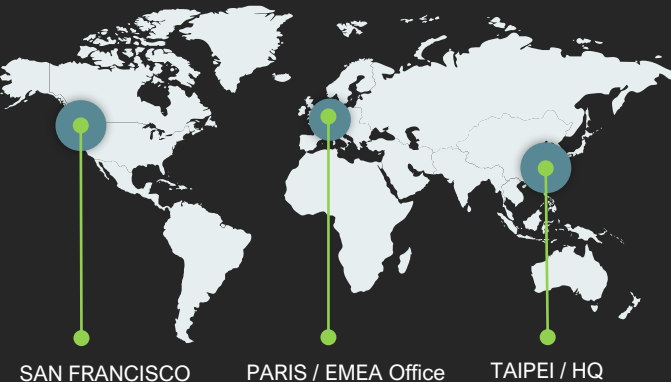 SAN FRANCISCO
PARIS / EMEA Office
TAIPEI / HQ